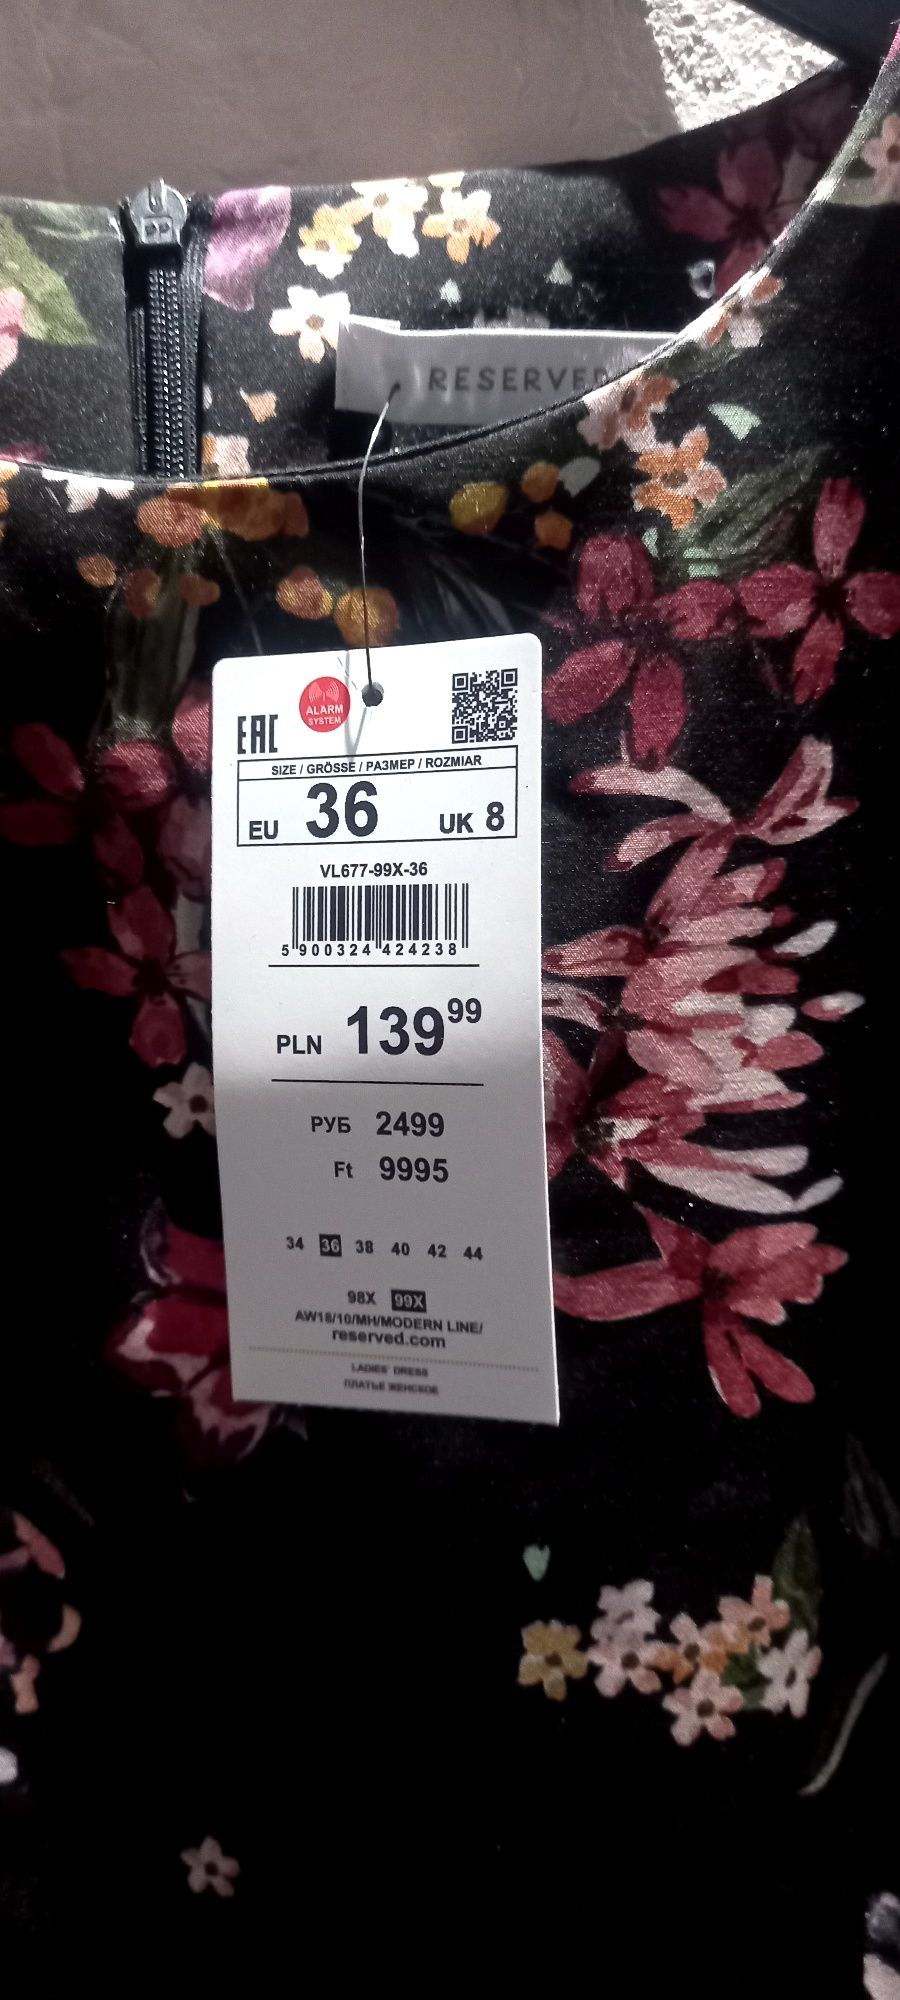 RESERVED
ALARM
SYSTEM
EAC
SIZE / GRÖSSE / РАЗМЕР / ROZMIAR
EU 36 UK 8
VL677-99X-36
5 900324 424238
PLN 139 99
РУБ 2499
Ft 9995
34 36 38 40 42 44
98X 99X
AW18/10/MH/MODERN LINE/
reserved.com
LADIES' DRESS
ПЛАТЬЕ ЖЕНСКОЕ